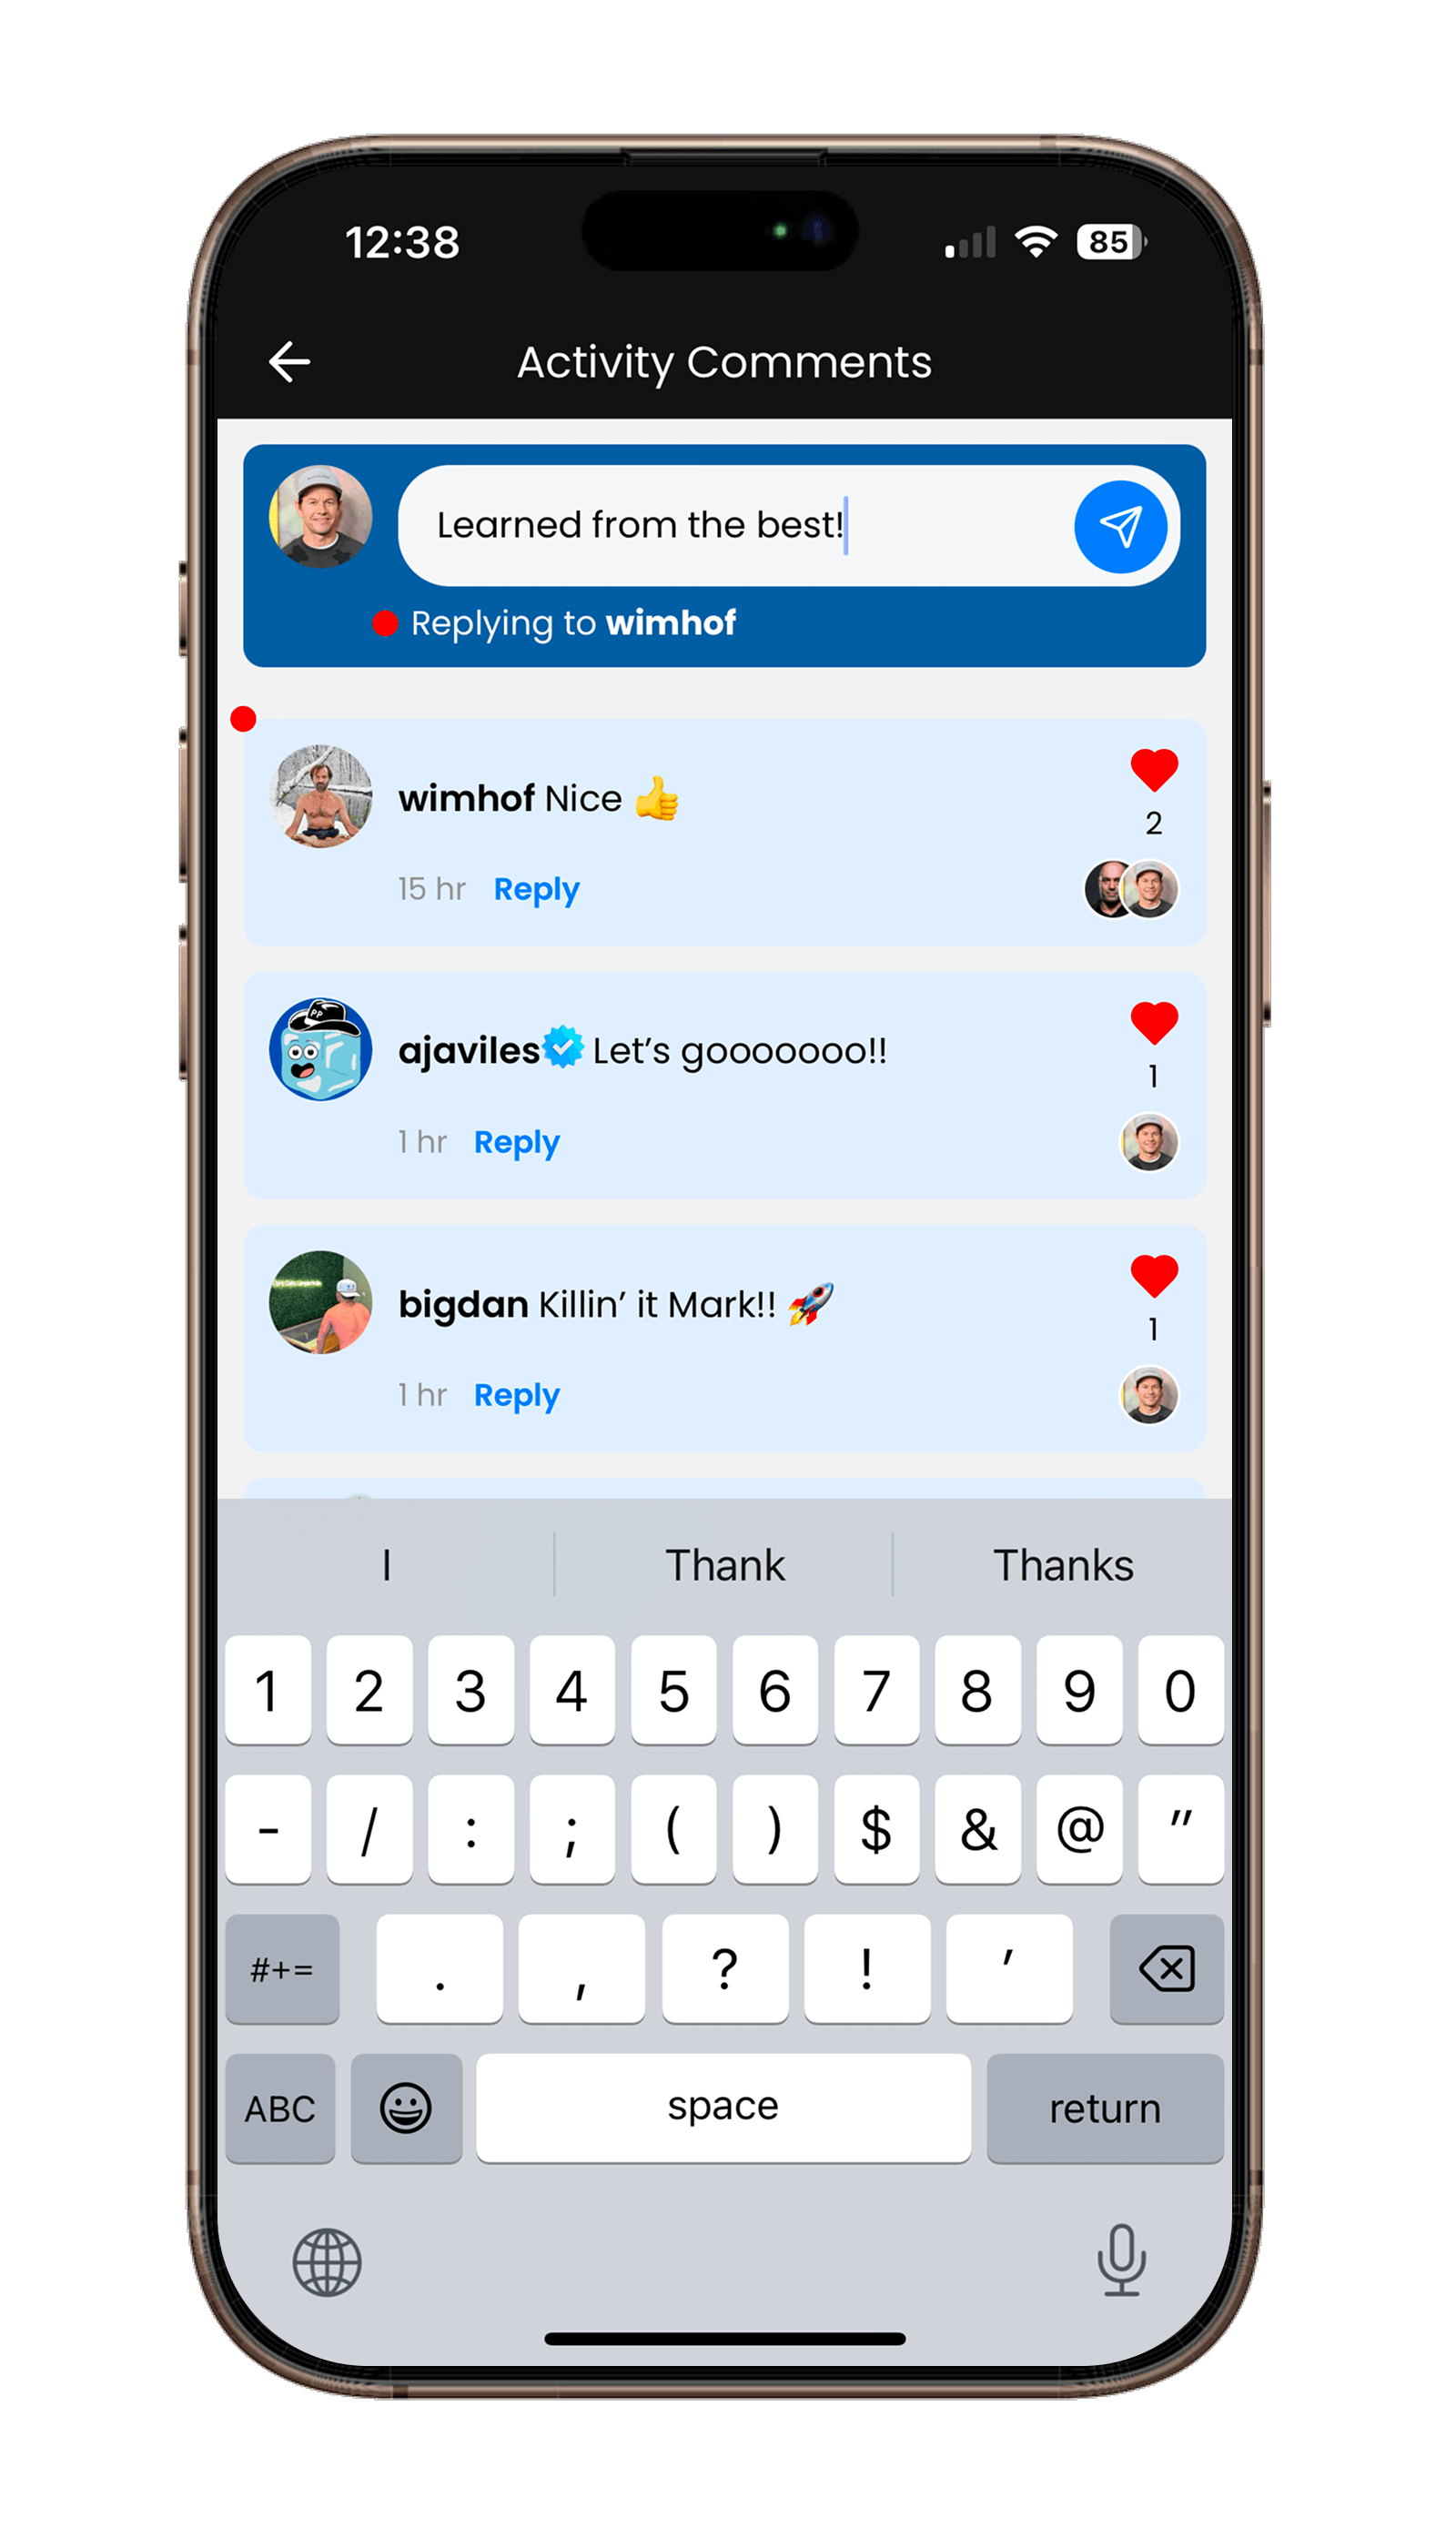 12:38
85
Activity Comments
Learned from the best!
Replying to wimhof
wimhof Nice 👍
2
15 hr Reply
PP
ajaviles Let's gooooooo!!
1
1 hr Reply
bigdan Killin' it Mark!! 🚀
1
1 hr Reply
I Thank Thanks
1 2 3 4 5 6 7 8 9 0
- / : ; ( ) $ & @ "
#+= . , ? ! '
ABC space return